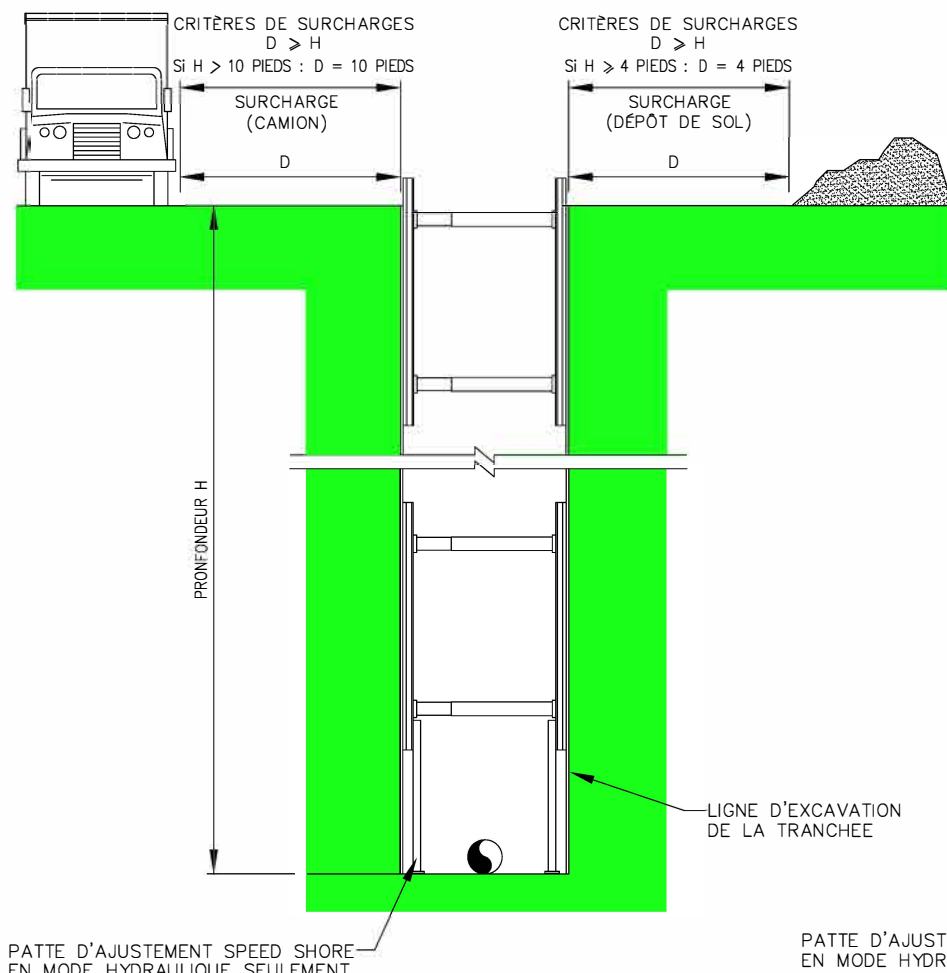 CRITÈRES DE SURCHARGES
D > H
Si H > 10 PIEDS : D = 10 PIEDS
SURCHARGE
(CAMION)
D
CRITÈRES DE SURCHARGES
D > H
Si H ⩾ 4 PIEDS : D = 4 PIEDS
SURCHARGE
(DÉPÔT DE SOL)
D
PRONFONDEUR H
LIGNE D'EXCAVATION
DE LA TRANCHEE
PATTE D'AJUSTEMENT SPEED SHORE
EN MODE HYDRAULIQUE SEULEMENT
PATTE D'AJUST
EN MODE HYDR